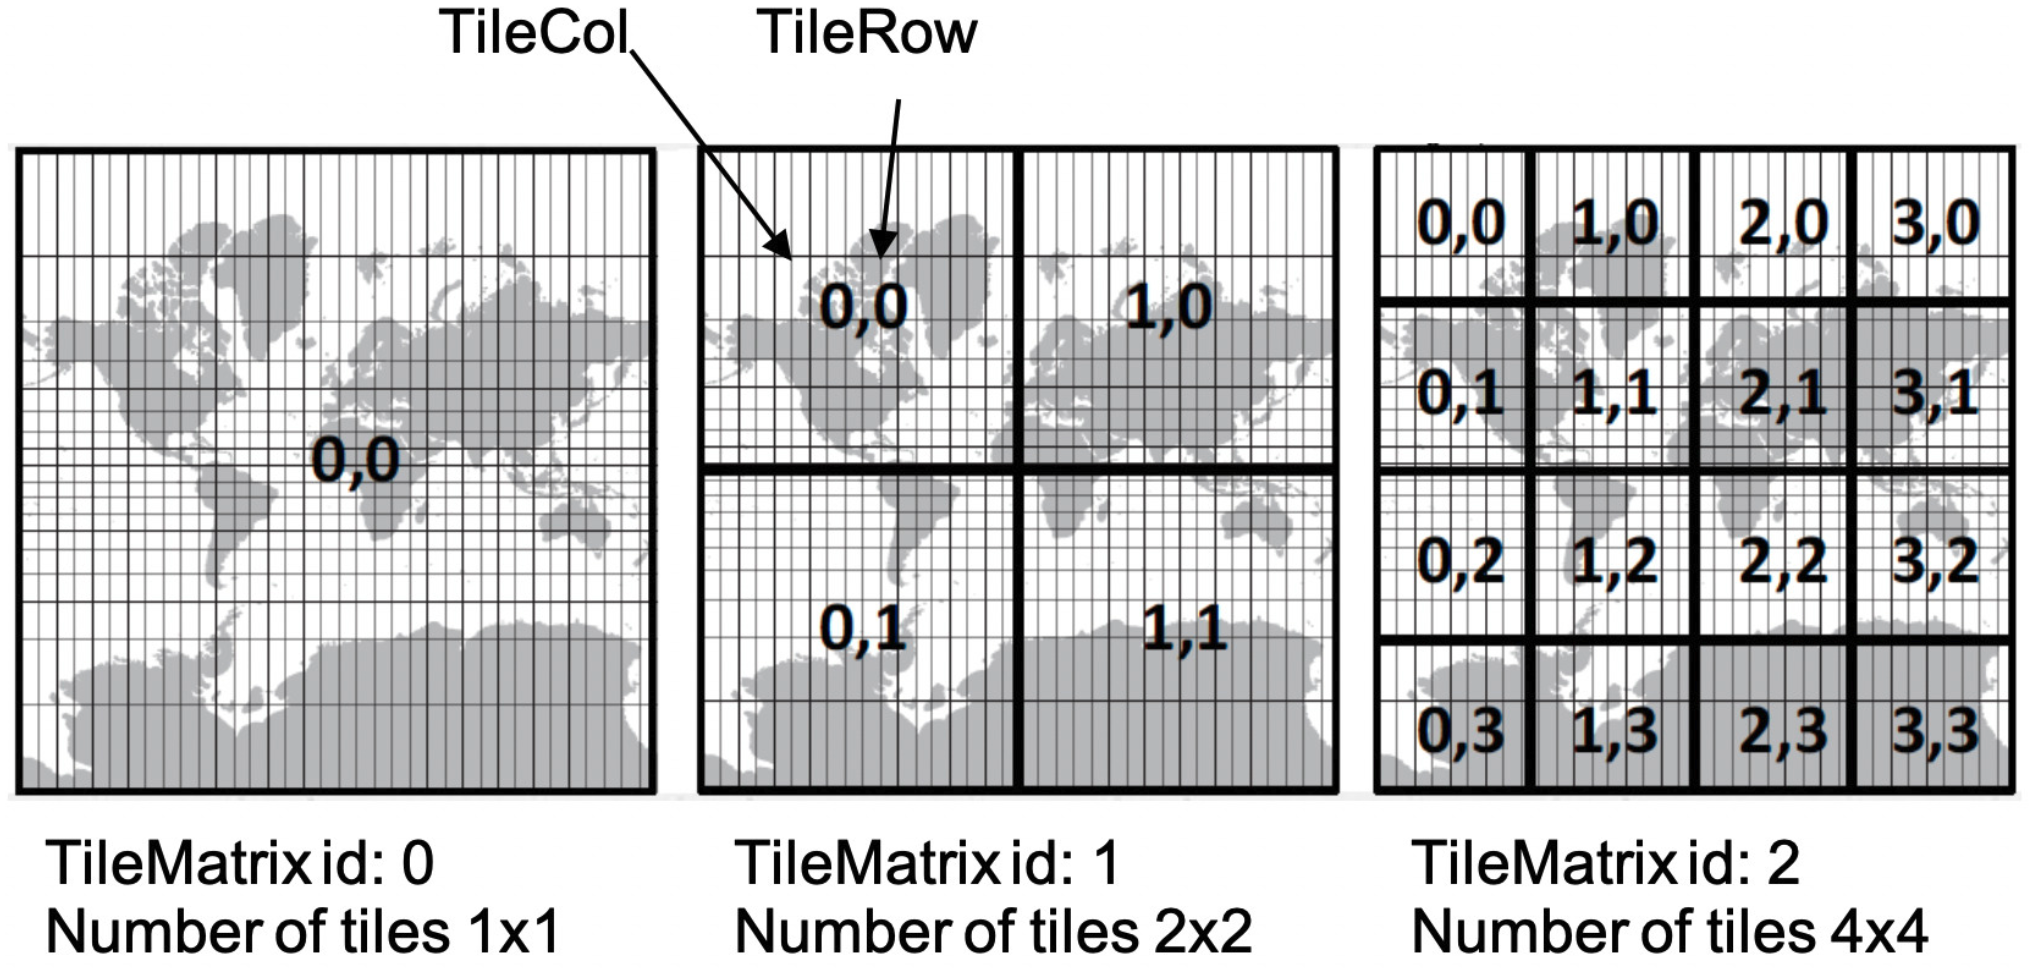 TileCol TileRow
0,0
0,0 1,0
0,1 1,1
0,0 1,0 2,0 3,0
0,1 1,1 2,1 3,1
0,2 1,2 2,2 3,2
0,3 1,3 2,3 3,3
TileMatrix id: 0
Number of tiles 1x1
TileMatrix id: 1
Number of tiles 2x2
TileMatrix id: 2
Number of tiles 4x4